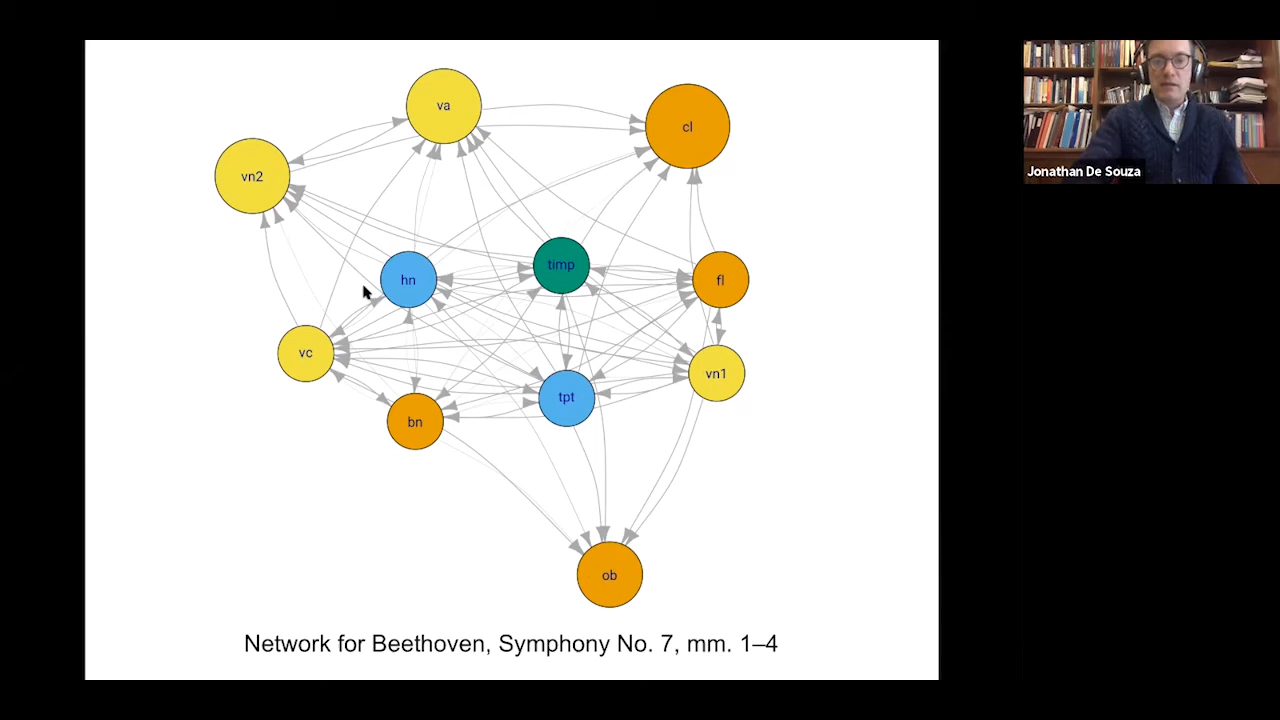 va
cl
vn2
timp
hn
fl
vc
vn1
tpt
bn
ob
Network for Beethoven, Symphony No. 7, mm. 1–4
Jonathan De Souza